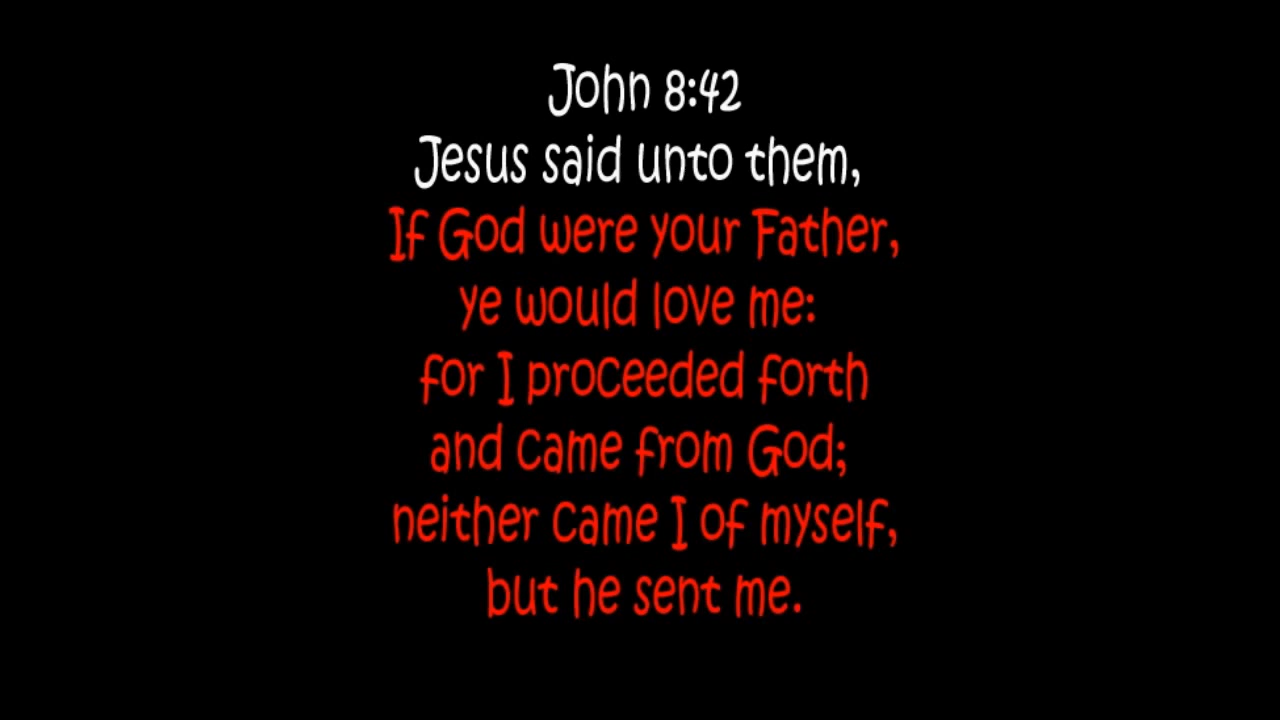 John 8:42
Jesus said unto them,
If God were your Father,
ye would love me:
for I proceeded forth
and came from God;
neither came I of myself,
but he sent me.